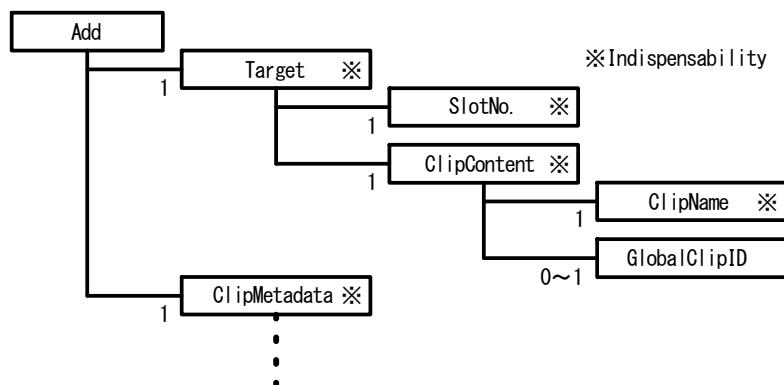 Add
Target ※
※Indispensability
1
SlotNo. ※
1
ClipContent ※
1
ClipName ※
1
GlobalClipID
0～1
ClipMetadata ※
1